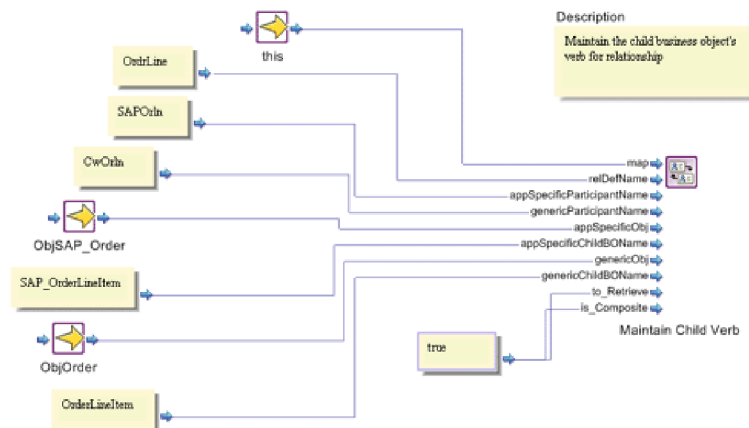 Description
Maintain the child business object's
verb for relationship
this
OrdrLine
SAPOrln
CwOrln
ObjSAP_Order
SAP_OrderLineItem
ObjOrder
OrderLineItem
true
map
relDefName
appSpecificParticipantName
genericParticipantName
appSpecificObj
appSpecificChildBOName
genericObj
genericChildBOName
to_Retrieve
is_Composite
Maintain Child Verb